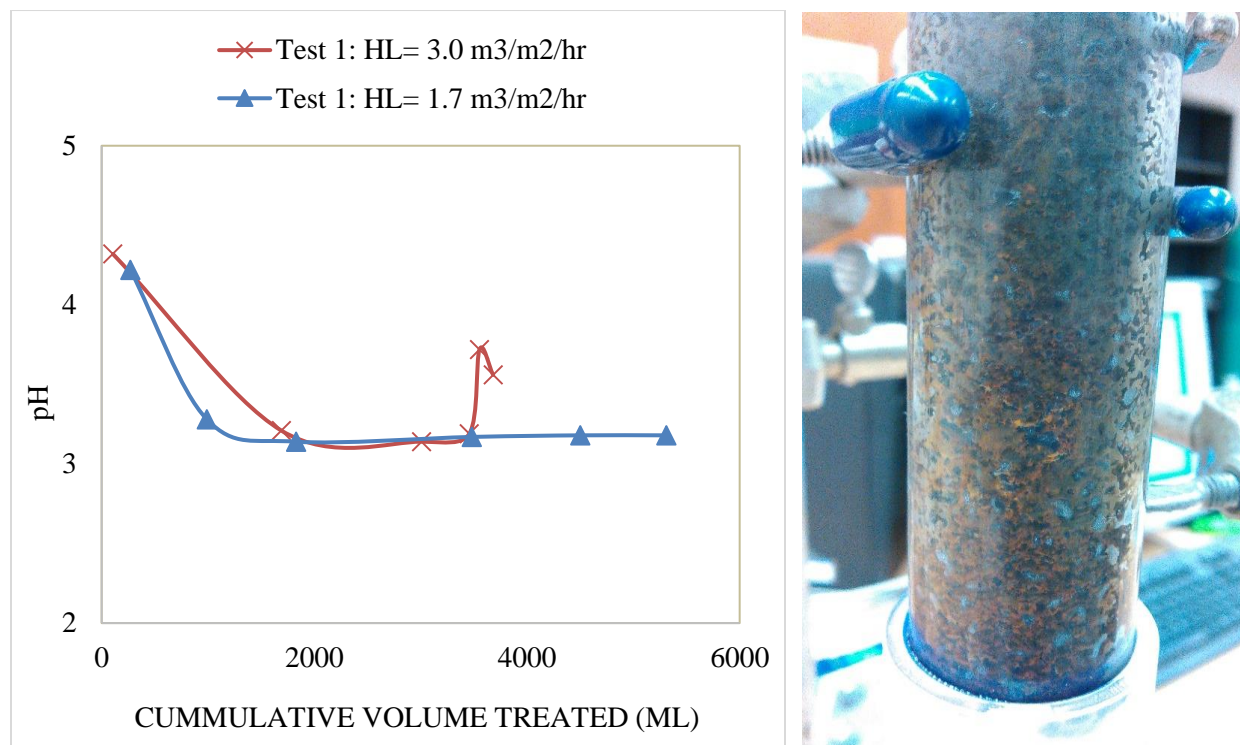 Test 1: HL= 3.0 m3/m2/hr
Test 1: HL= 1.7 m3/m2/hr
5
4
3
2
pH
0 2000 4000 6000
CUMMULATIVE VOLUME TREATED (ML)